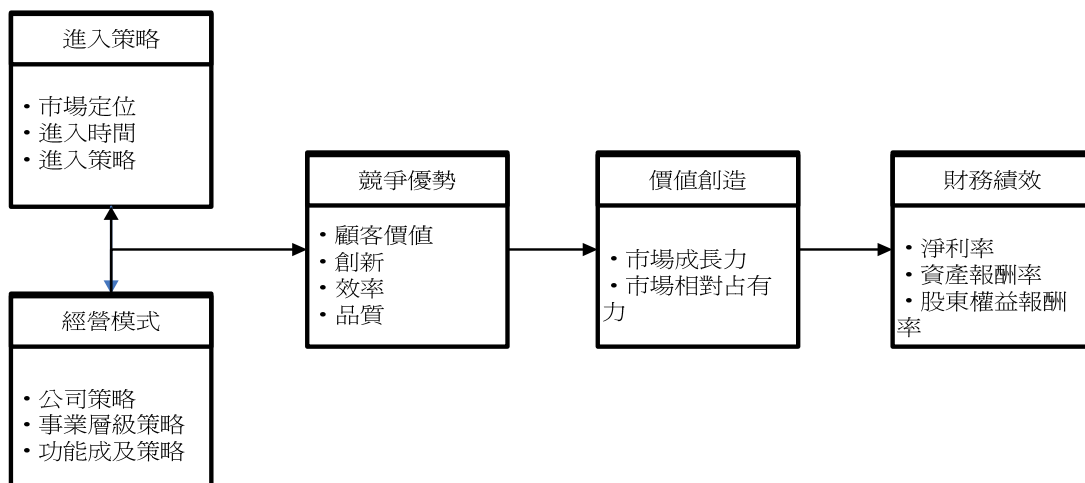 進入策略
・市場定位
・進入時間
・進入策略
經營模式
・公司策略
・事業層級策略
・功能成及策略
競爭優勢
・顧客價值
・創新
・效率
・品質
價值創造
・市場成長力
・市場相對占有
力
財務績效
・淨利率
・資產報酬率
・股東權益報酬
率